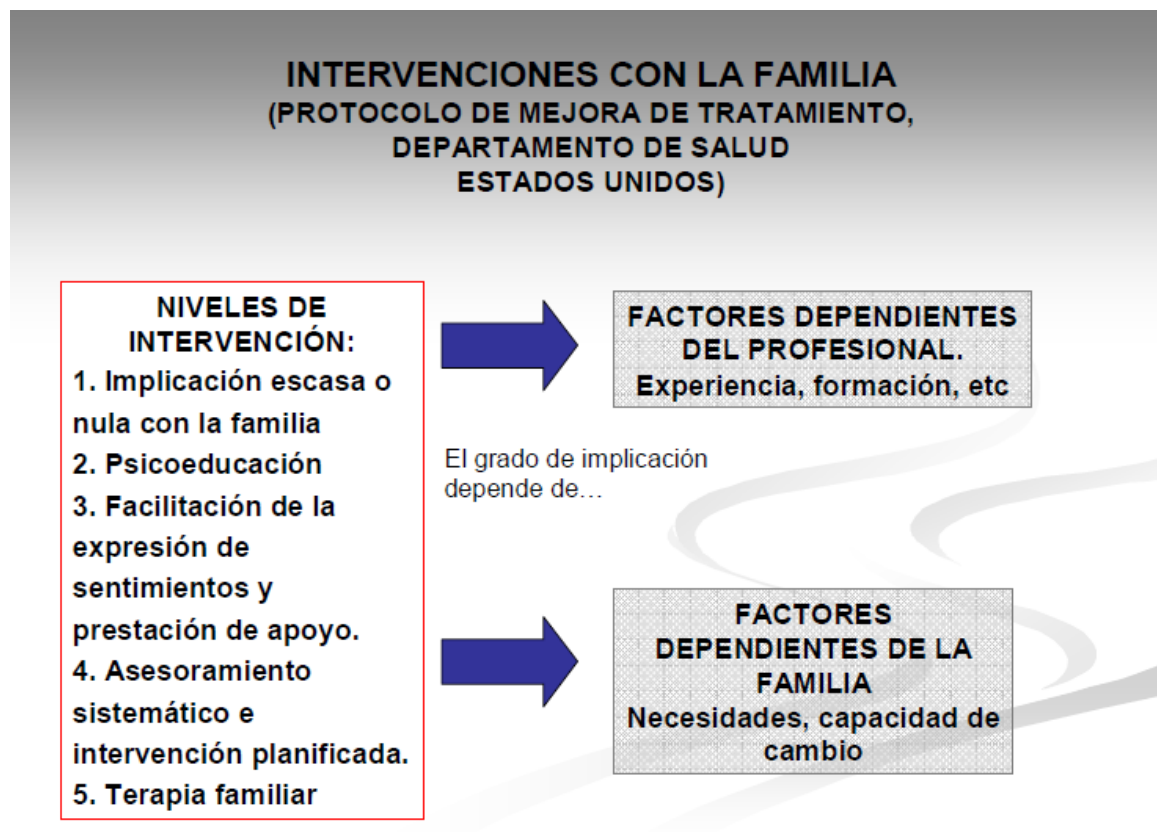 INTERVENCIONES CON LA FAMILIA
(PROTOCOLO DE MEJORA DE TRATAMIENTO,
DEPARTAMENTO DE SALUD
ESTADOS UNIDOS)
NIVELES DE
INTERVENCIÓN:
1. Implicación escasa o
nula con la familia
2. Psicoeducación
3. Facilitación de la
expresión de
sentimientos y
prestación de apoyo.
4. Asesoramiento
sistemático e
intervención planificada.
5. Terapia familiar
El grado de implicación
depende de…
FACTORES DEPENDIENTES
DEL PROFESIONAL.
Experiencia, formación, etc
FACTORES
DEPENDIENTES DE LA
FAMILIA
Necesidades, capacidad de
cambio